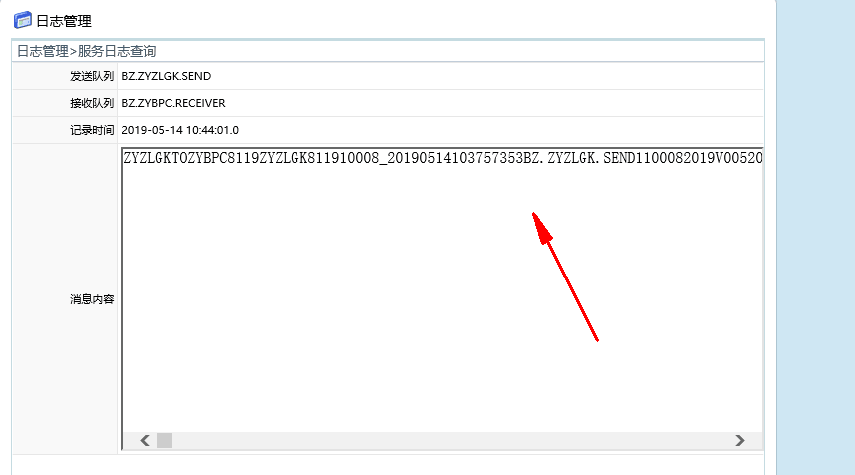 日志管理
日志管理>服务日志查询
发送队列 BZ.ZYZLGK.SEND
接收队列 BZ.ZYBPC.RECEIVER
记录时间 2019-05-14 10:44:01.0
ZYZLGKTOZYBPC8119ZYZLGK811910008_20190514103757353BZ.ZYZLGK.SEND1100082019V00520
消息内容